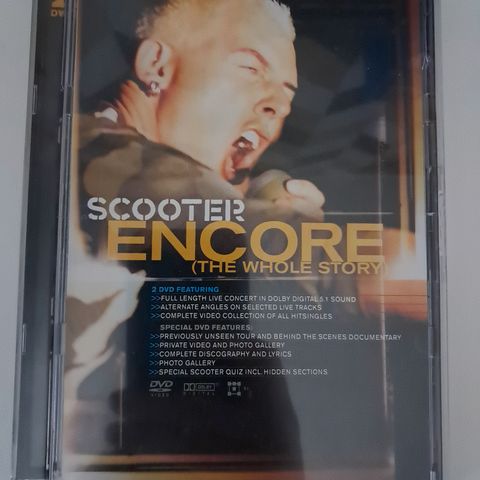 SCOOTER
ENCORE
(THE WHOLE STORY)
2 DVD FEATURING
>>FULL LENGTH LIVE CONCERT IN DOLBY DIGITAL 5.1 SOUND
>>ALTERNATE ANGLES ON SELECTED LIVE TRACKS
>>COMPLETE VIDEO COLLECTION OF ALL HITSINGLES
SPECIAL DVD FEATURES:
>>PREVIOUSLY UNSEEN TOUR AND BEHIND THE SCENES DOCUMENTARY
>>PRIVATE VIDEO AND PHOTO GALLERY
>>COMPLETE DISCOGRAPHY AND LYRICS
>>PHOTO GALLERY
>>SPECIAL SCOOTER QUIZ INCL. HIDDEN SECTIONS
DVD VIDEO
DOLBY DIGITAL